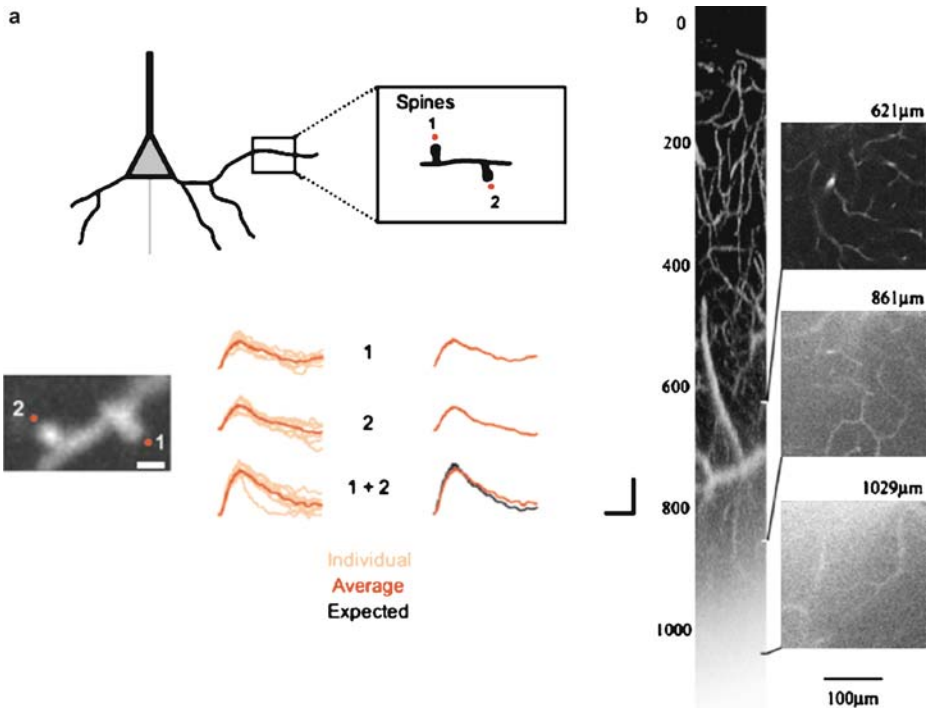 a
Spines
1
2
2
1
1
2
1 + 2
Individual
Average
Expected
b
0
200
400
600
800
1000
621µm
861µm
1029µm
100µm